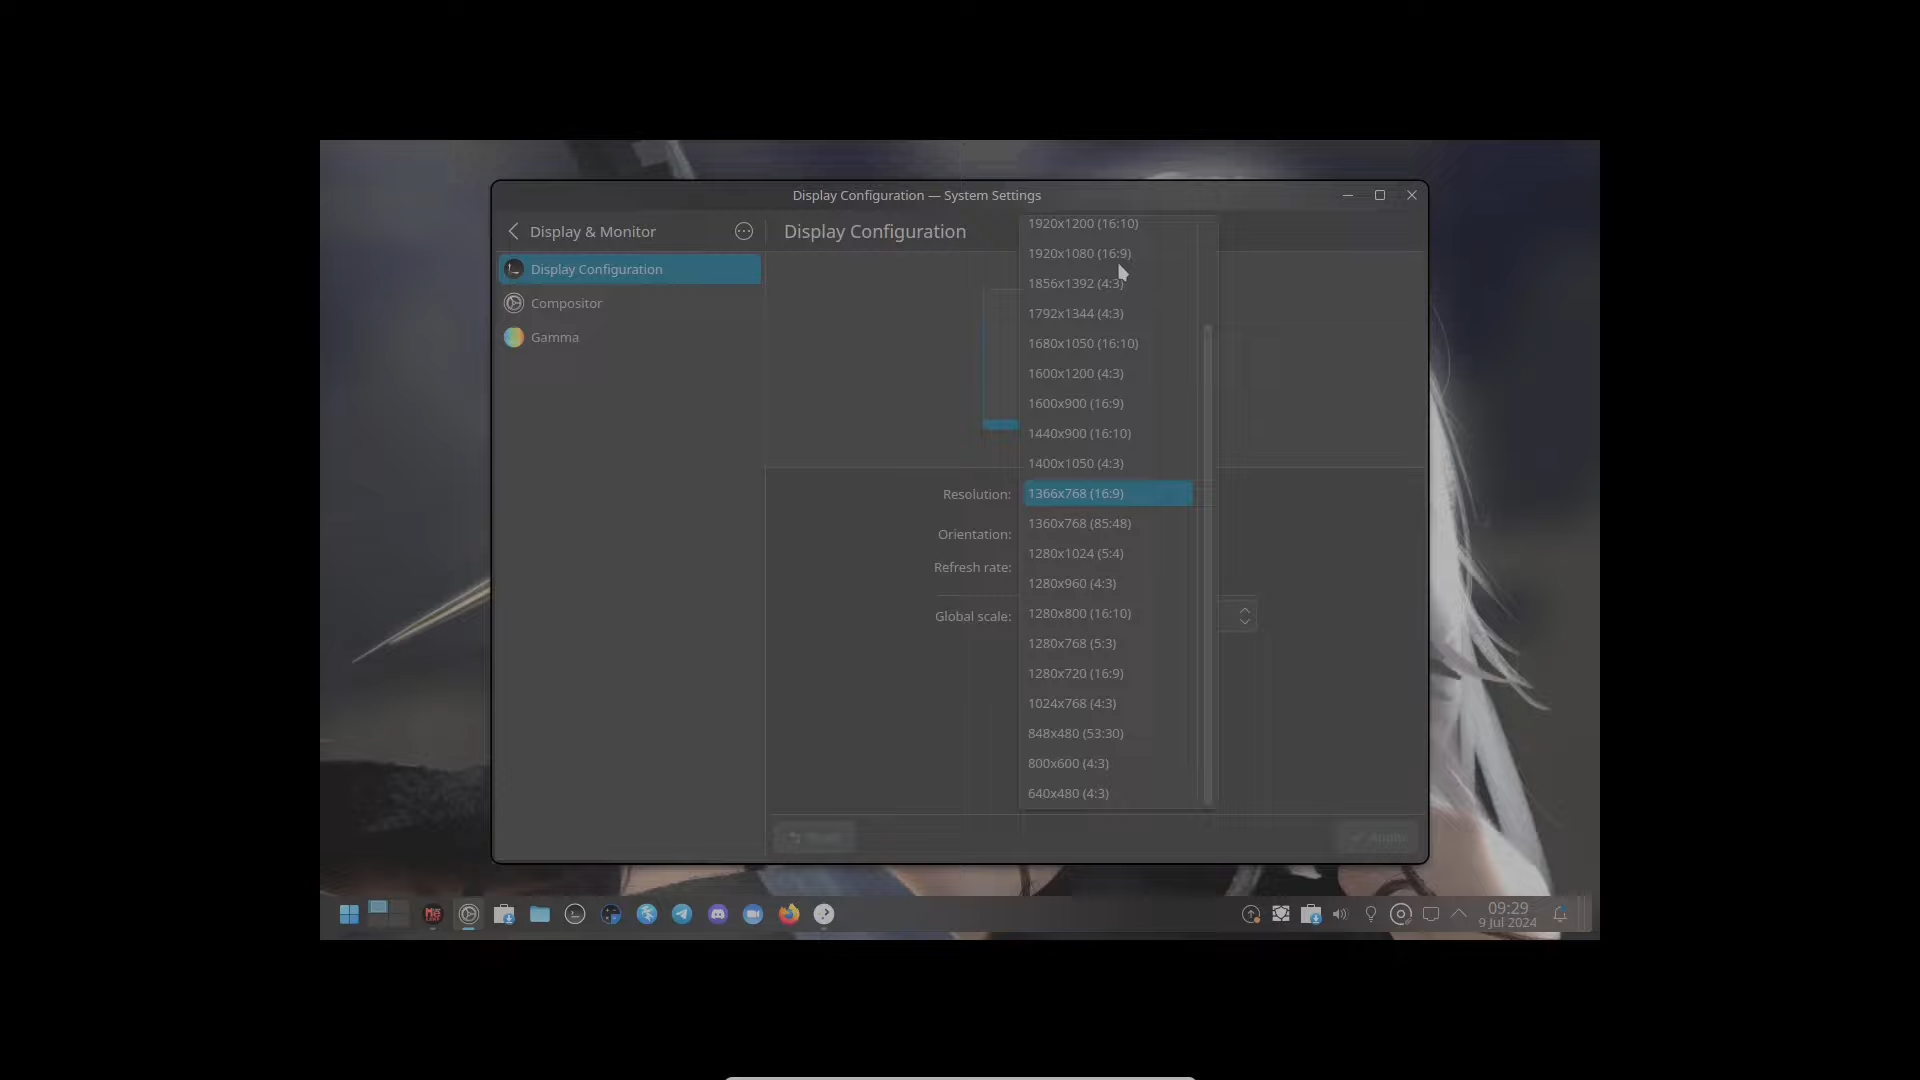 Display Configuration — System Settings
Display & Monitor
Display Configuration
Display Configuration
Compositor
Gamma
1920x1200 (16:10)
1920x1080 (16:9)
1856x1392 (4:3)
1792x1344 (4:3)
1680x1050 (16:10)
1600x1200 (4:3)
1600x900 (16:9)
1440x900 (16:10)
1400x1050 (4:3)
Resolution:
1366x768 (16:9)
1360x768 (85:48)
Orientation:
1280x1024 (5:4)
Refresh rate:
1280x960 (4:3)
Global scale:
1280x800 (16:10)
1280x768 (5:3)
1280x720 (16:9)
1024x768 (4:3)
848x480 (53:30)
800x600 (4:3)
640x480 (4:3)
Apply
09:29
9 Jul 2024